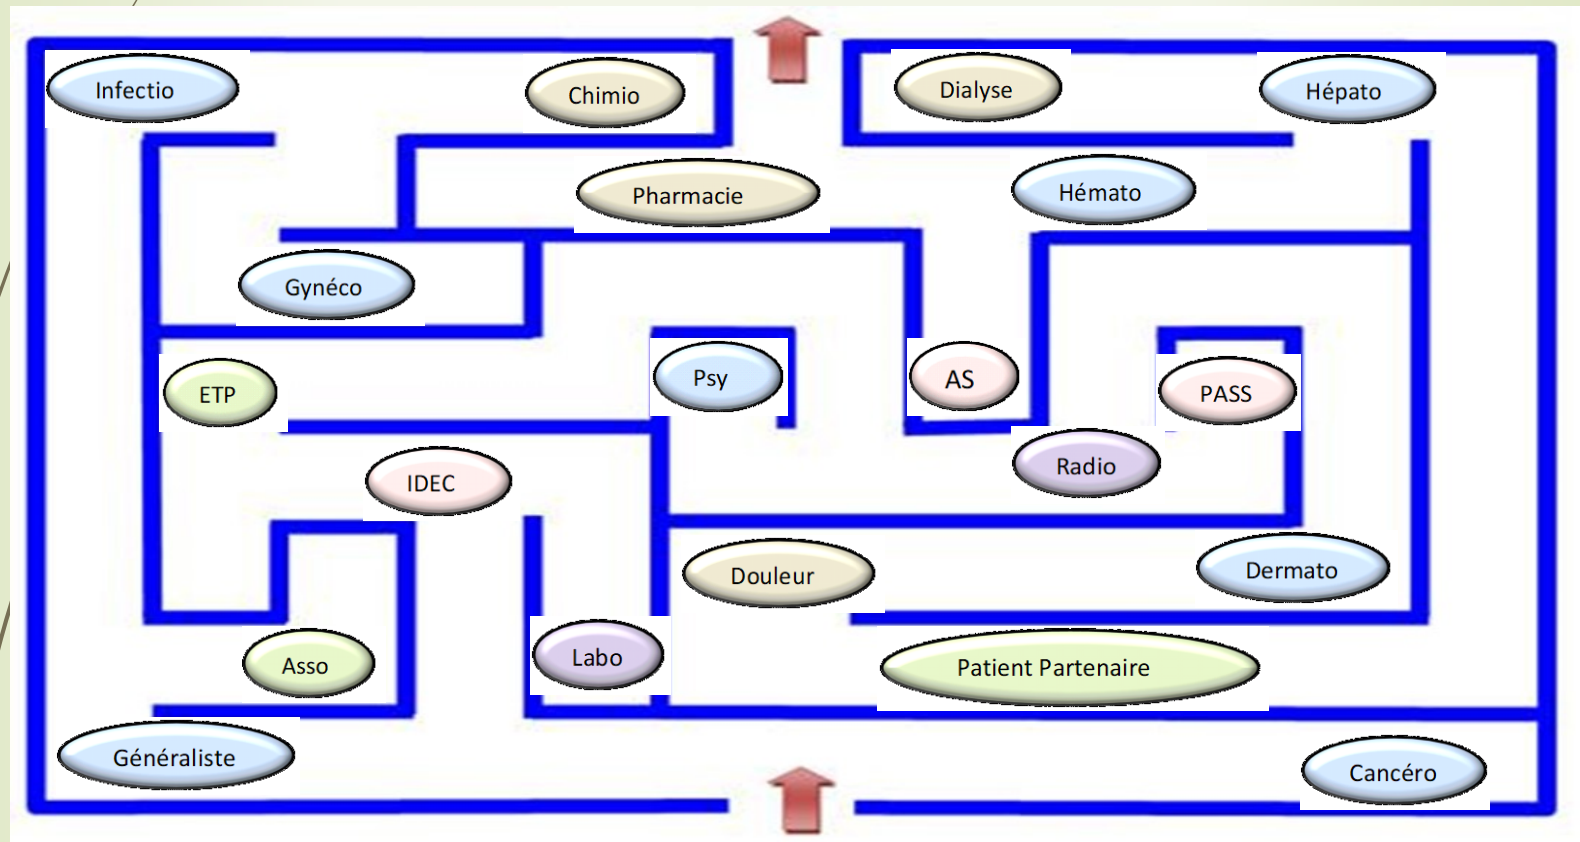 Infectio
Chimio
Dialyse
Hépato
Pharmacie
Hémato
Gynéco
ETP
Psy
AS
PASS
IDEC
Radio
Douleur
Dermato
Asso
Labo
Patient Partenaire
Généraliste
Cancéro